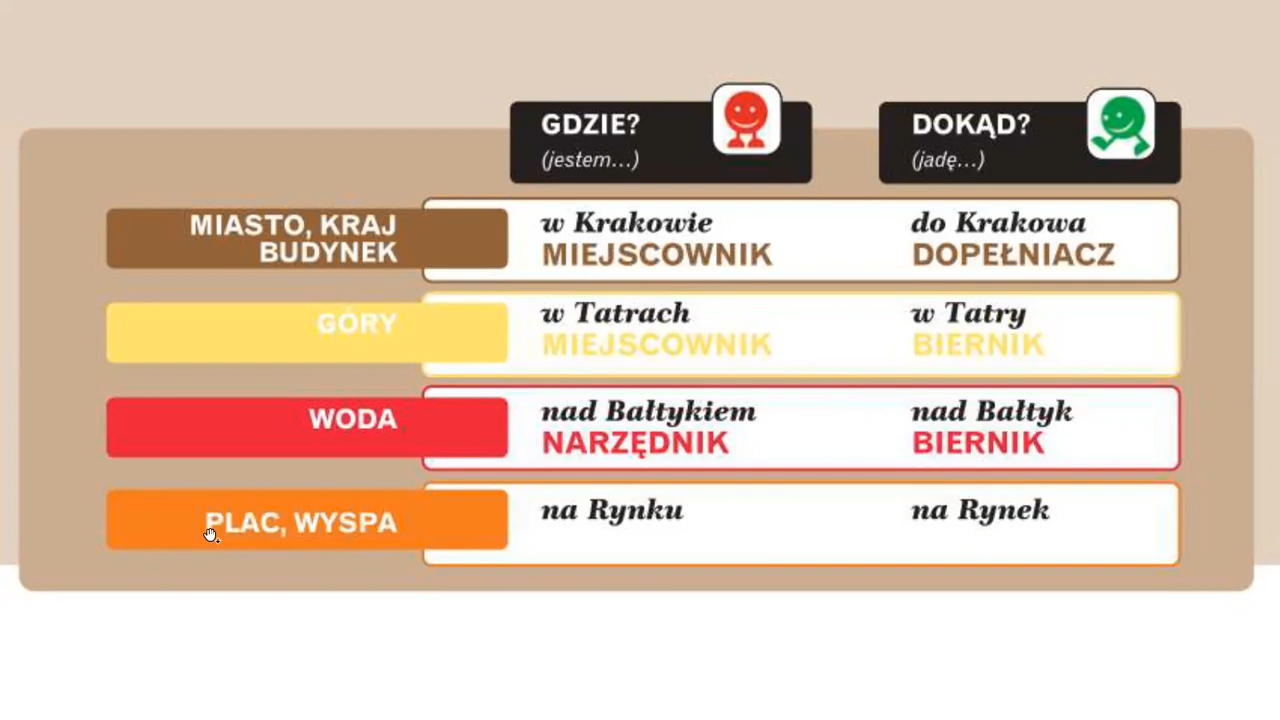 GDZIE?
(jestem...)
DOKĄD?
(jadę...)
MIASTO, KRAJ
BUDYNEK
w Krakowie
MIEJSCOWNIK
do Krakowa
DOPEŁNIACZ
GÓRY
w Tatrach
MIEJSCOWNIK
w Tatry
BIERNIK
WODA
nad Bałtykiem
NARZĘDNIK
nad Bałtyk
BIERNIK
PLAC, WYSPA
na Rynku
na Rynek